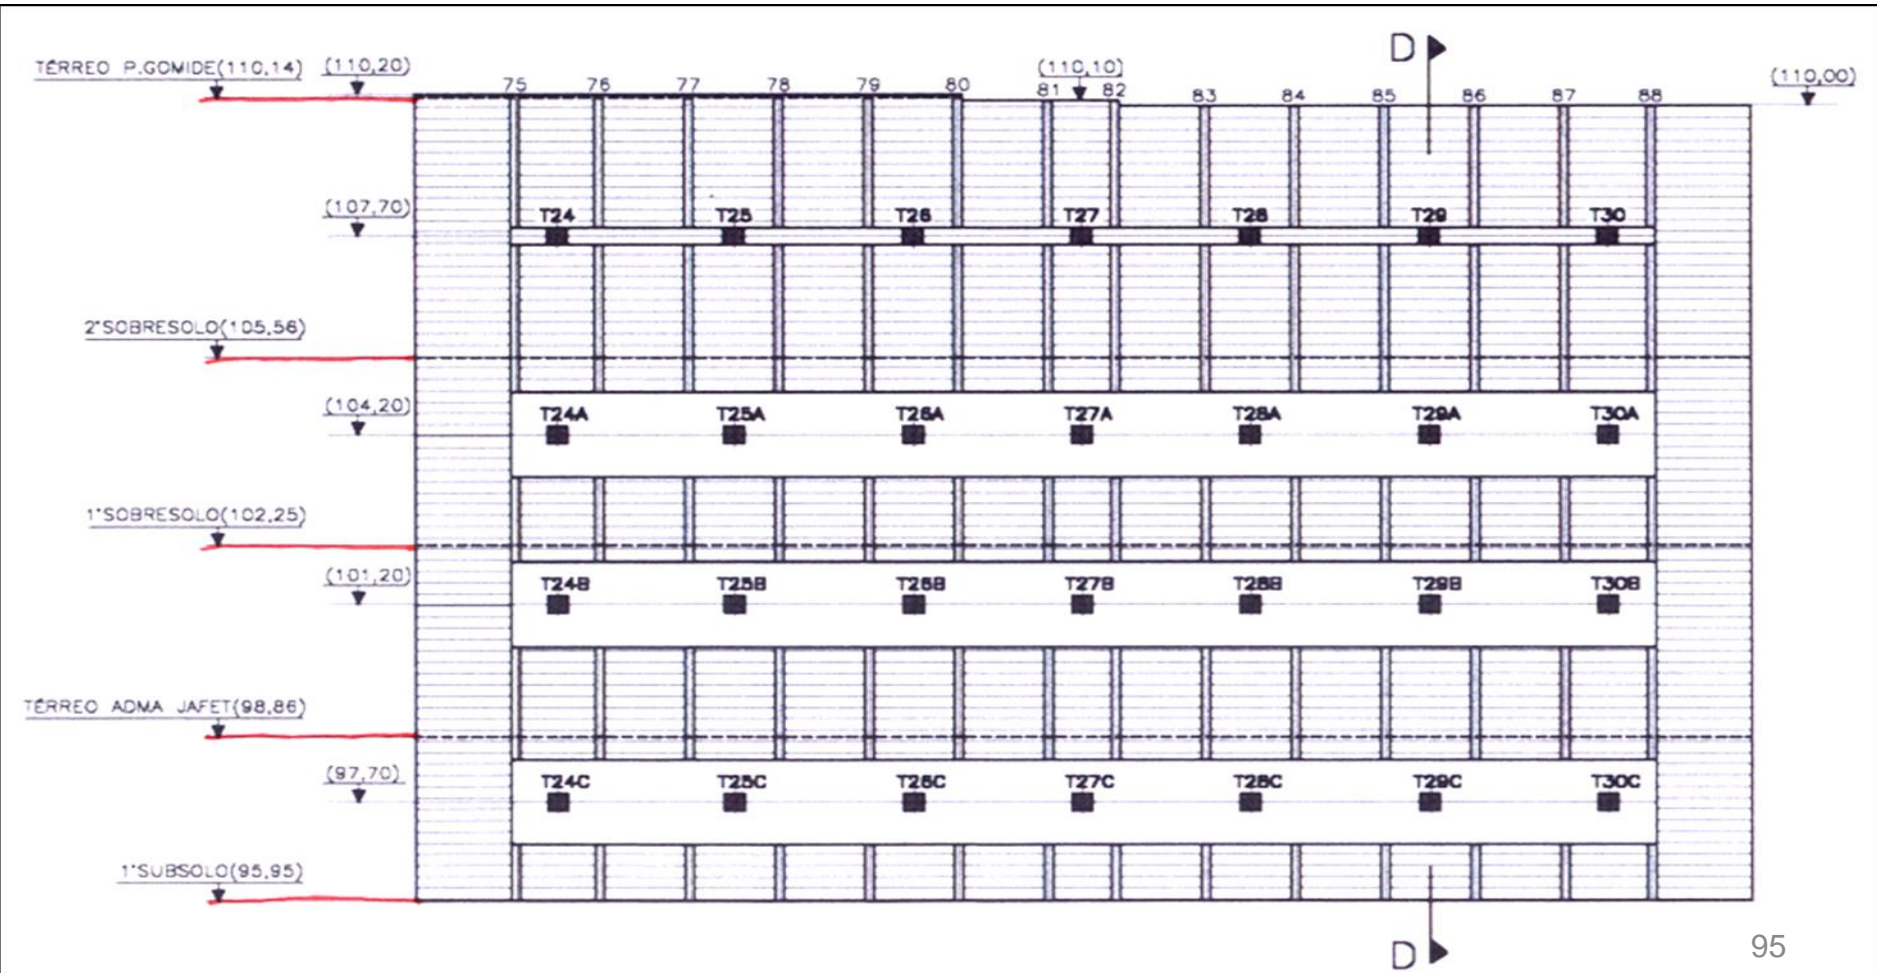 D
TÉRREO P.GOMIDE(110,14) (110,20) (110,10) (110,00)
75 76 77 78 79 80 81 82 83 84 85 86 87 88
(107,70) T24 T25 T26 T27 T28 T29 T30
2°SOBRESOLO(105,56)
(104,20) T24A T25A T26A T27A T28A T29A T30A
1°SOBRESOLO(102,25)
(101,20) T24B T25B T26B T27B T28B T29B T30B
TÉRREO ADMA JAFET(98,86)
(97,70) T24C T25C T26C T27C T28C T29C T30C
1°SUBSOLO(95,95)
D
95